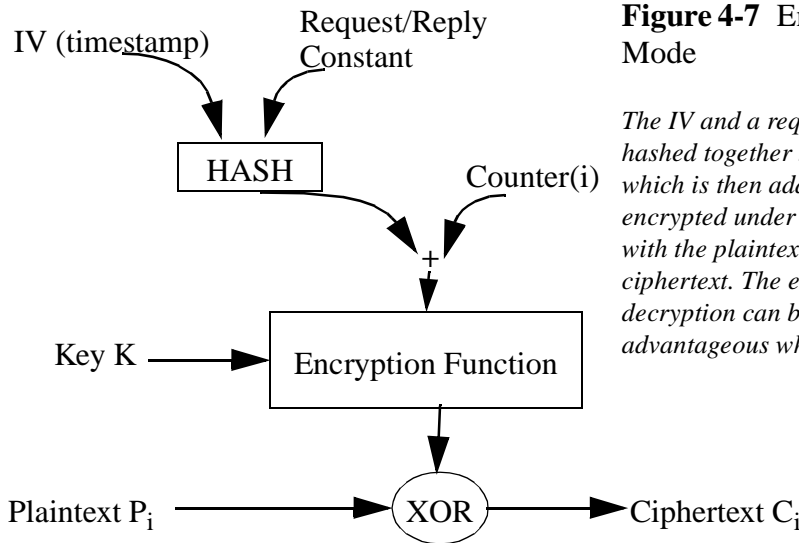 IV (timestamp)
Request/Reply
Constant
HASH
Counter(i)
+
Key K
Encryption Function
Plaintext Pi
XOR
Ciphertext Ci
Figure 4-7
Mode
The IV and a req
hashed together
which is then ad
encrypted under
with the plaintex
ciphertext. The e
decryption can b
advantageous wh